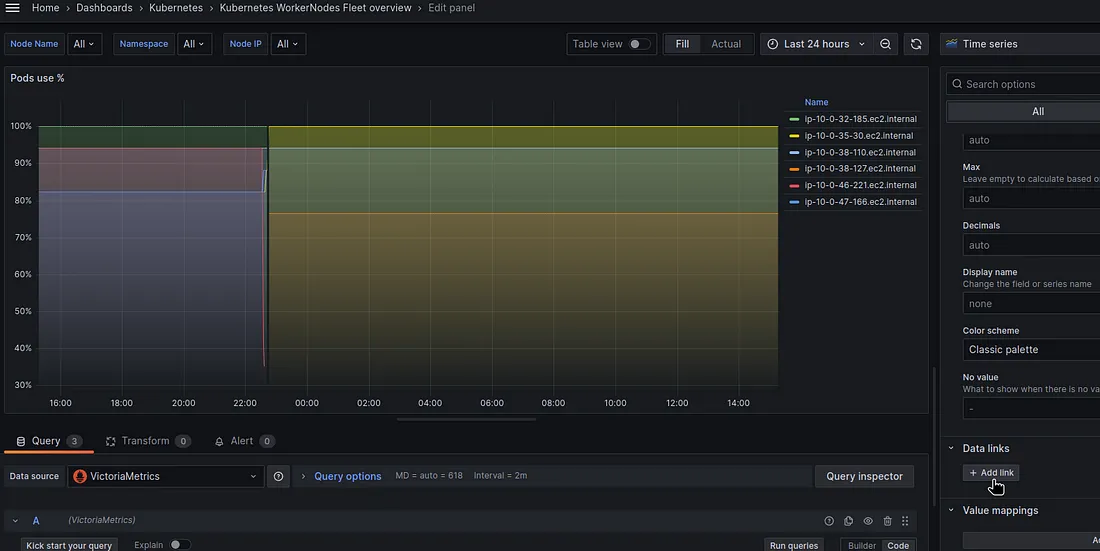 Home > Dashboards > Kubernetes > Kubernetes WorkerNodes Fleet overview > Edit panel
Node Name All Namespace All Node IP All
Table view Fill Actual Last 24 hours
Time series
Pods use %
100%
90%
80%
70%
60%
50%
40%
30%
16:00 18:00 20:00 22:00 00:00 02:00 04:00 06:00 08:00 10:00 12:00 14:00
Name
ip-10-0-32-185.ec2.internal
ip-10-0-35-30.ec2.internal
ip-10-0-38-110.ec2.internal
ip-10-0-38-127.ec2.internal
ip-10-0-46-221.ec2.internal
ip-10-0-47-166.ec2.internal
Query 3 Transform 0 Alert 0
Data source VictoriaMetrics Query options MD = auto = 618 Interval = 2m Query inspector
A (VictoriaMetrics)
Kick start your query Explain Run queries Builder Code
Search options
All
auto
Max
Leave empty to calculate based o
auto
Decimals
auto
Display name
Change the field or series name
none
Color scheme
Classic palette
No value
What to show when there is no va
-
Data links
+ Add link
Value mappings